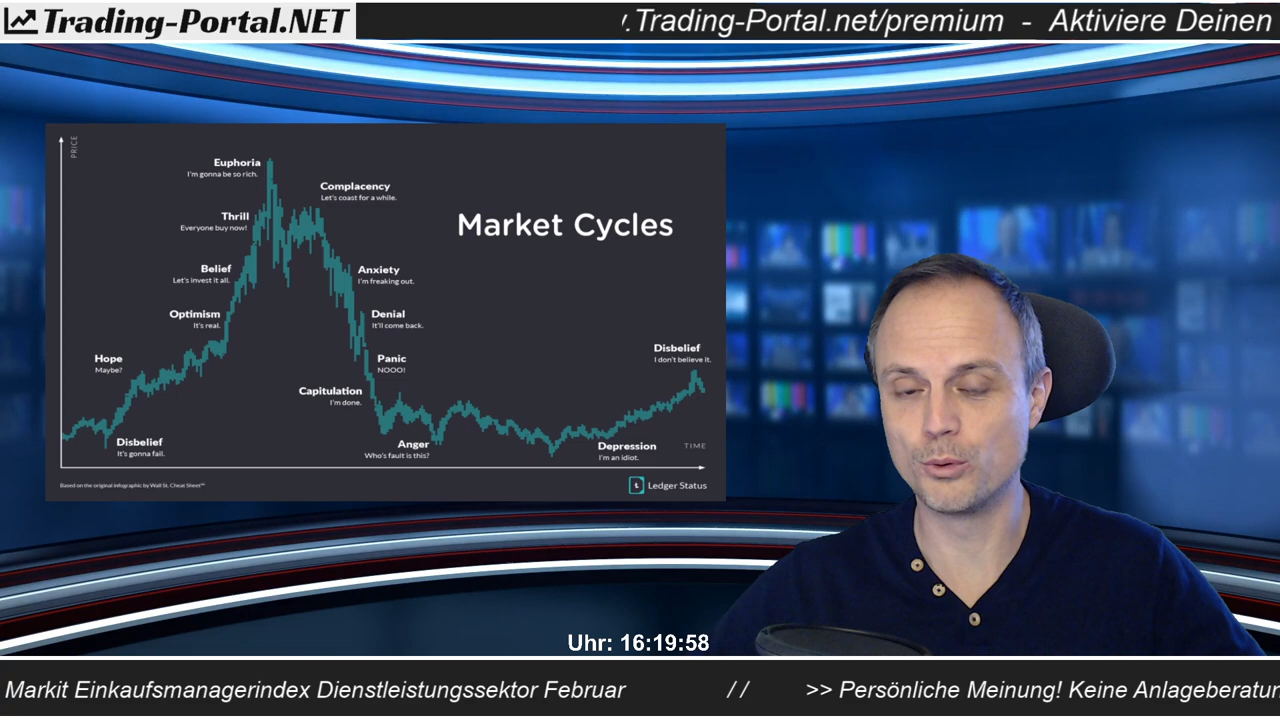 Trading-Portal.NET
.Trading-Portal.net/premium - Aktiviere Deinen
PRICE
Euphoria
I'm gonna be so rich.
Complacency
Let's coast for a while.
Thrill
Everyone buy now!
Market Cycles
Belief
Let's invest it all.
Anxiety
I'm freaking out.
Optimism
It's real.
Denial
It'll come back.
Hope
Maybe?
Panic
NOOO!
Disbelief
I don't believe it.
Capitulation
I'm done.
Disbelief
It's gonna fail.
Anger
Who's fault is this?
Depression
I'm an idiot.
TIME
Based on the original infographic by Wall St. Cheat Sheet™
Ledger Status
Uhr: 16:19:58
Markit Einkaufsmanagerindex Dienstleistungssektor Februar // >> Persönliche Meinung! Keine Anlageberatun